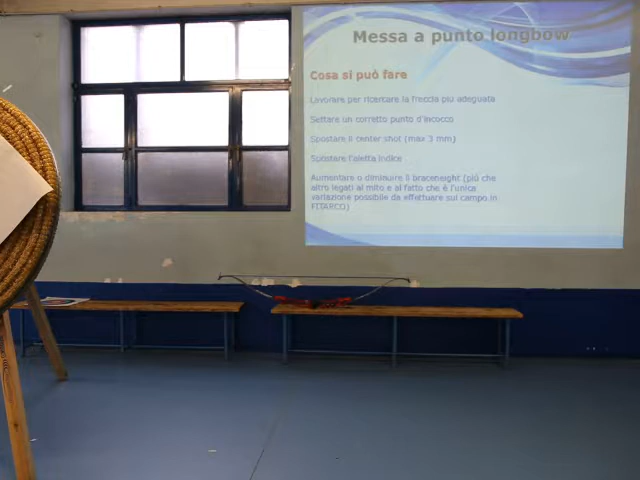 Messa a punto longbow
Cosa si può fare
Lavorare per ricercare la freccia più adeguata
Settare un corretto punto d'incocco
Spostare il center shot (max 3 mm)
Spostare l'aletta indice
Aumentare o diminuire il braceheight (più che
altro legati al mito e al fatto che è l'unica
variazione possibile da effettuare sul campo in
FITARCO)